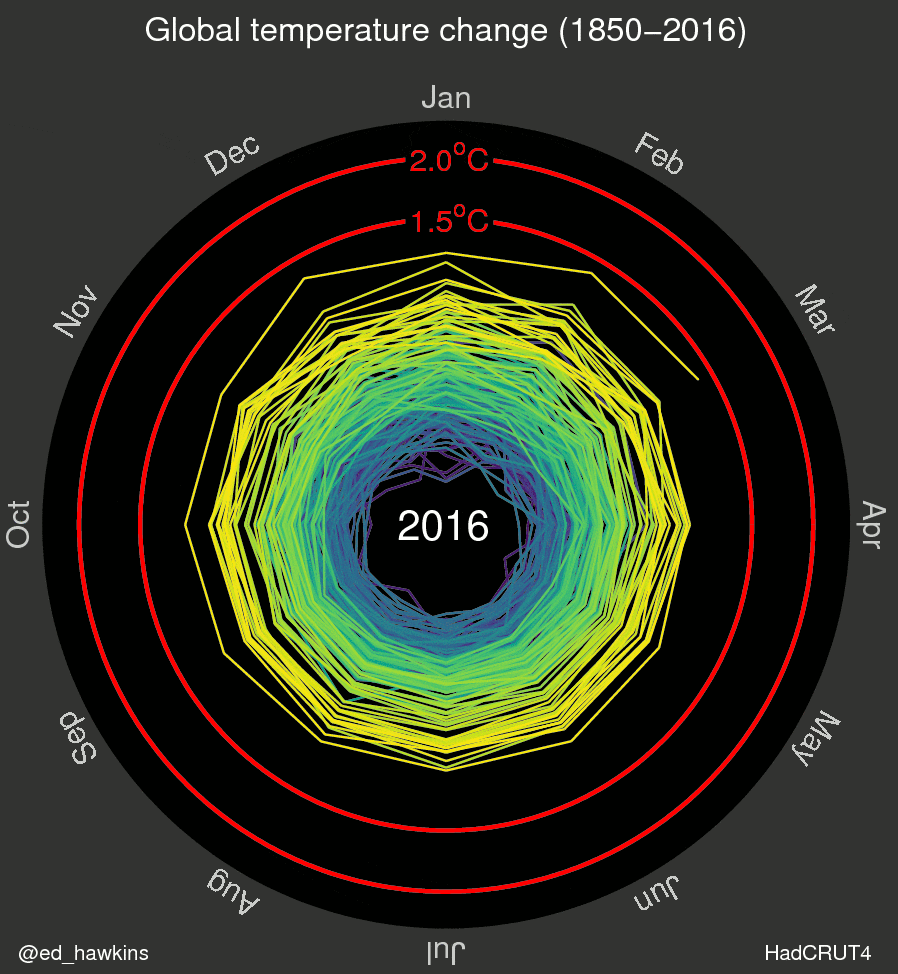 Global temperature change (1850–2016)
Jan
Feb
Mar
Apr
May
Jun
Jul
Aug
Sep
Oct
Nov
Dec
2.0°C
1.5°C
2016
@ed_hawkins
HadCRUT4